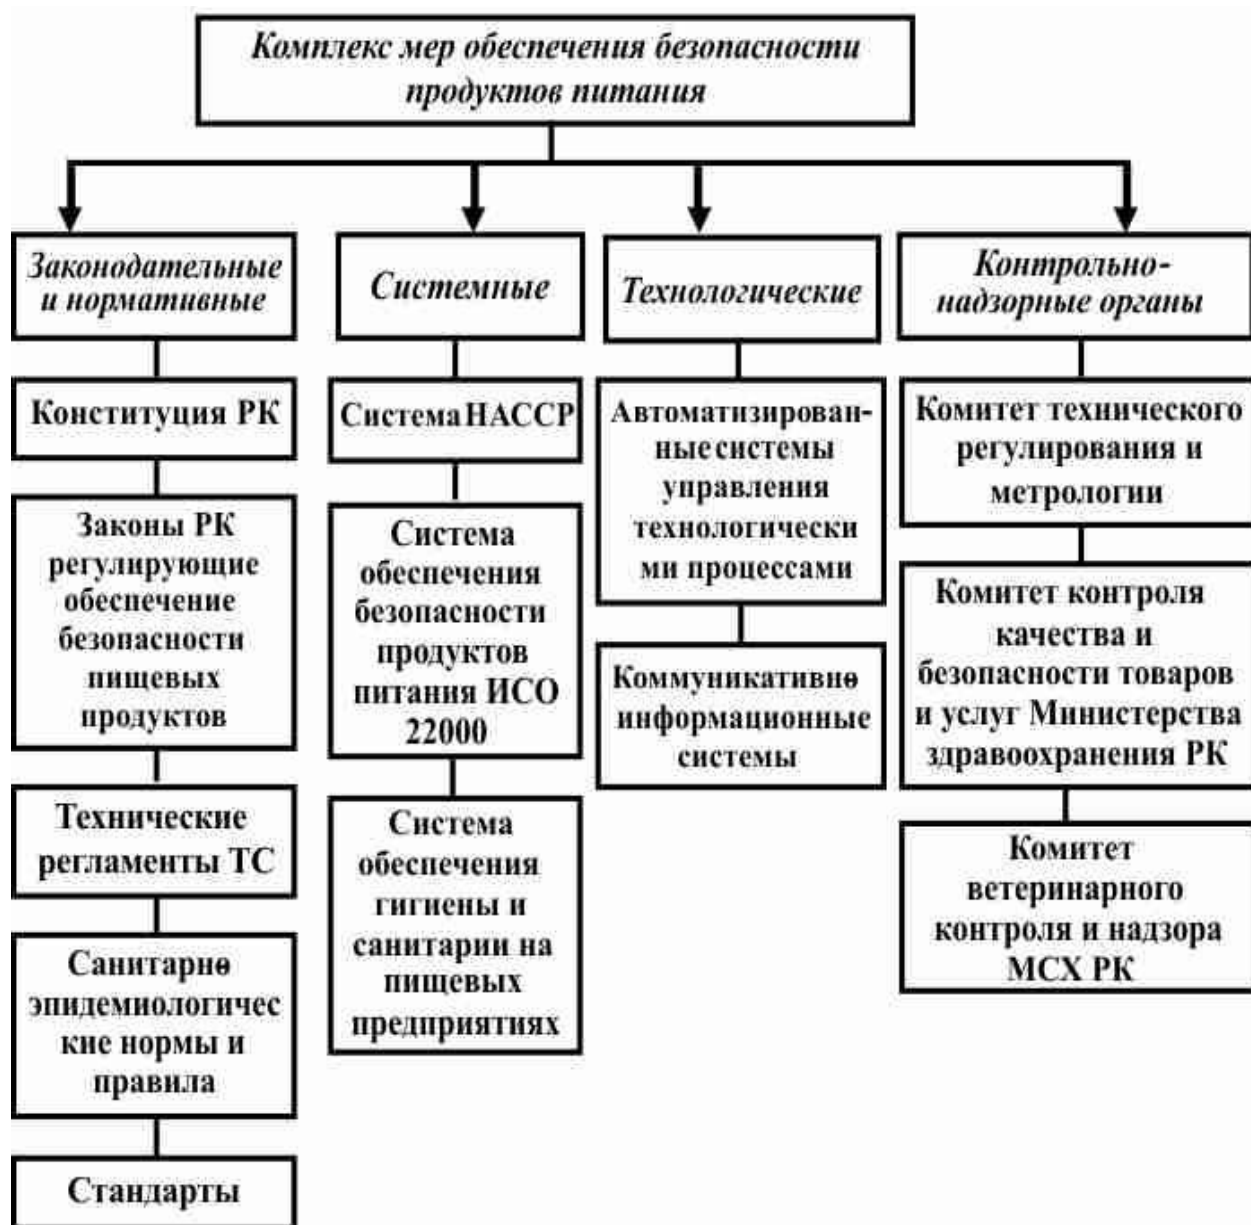 Комплекс мер обеспечения безопасности
продуктов питания
Законодательные
и нормативные
Конституция РК
Законы РК
регулирующие
обеспечение
безопасности
пищевых
продуктов
Технические
регламенты ТС
Санитарно
эпидемиологичес
кие нормы и
правила
Стандарты
Системные
Система НАССР
Система
обеспечения
безопасности
продуктов
питания ИСО
22000
Система
обеспечения
гигиены и
санитарии на
пищевых
предприятиях
Технологические
Автоматизирован-
ные системы
управления
технологически
ми процессами
Коммуникативно
информационные
системы
Контрольно-
надзорные органы
Комитет технического
регулирования и
метрологии
Комитет контроля
качества и
безопасности товаров
и услуг Министерства
здравоохранения РК
Комитет
ветеринарного
контроля и надзора
МСХ РК